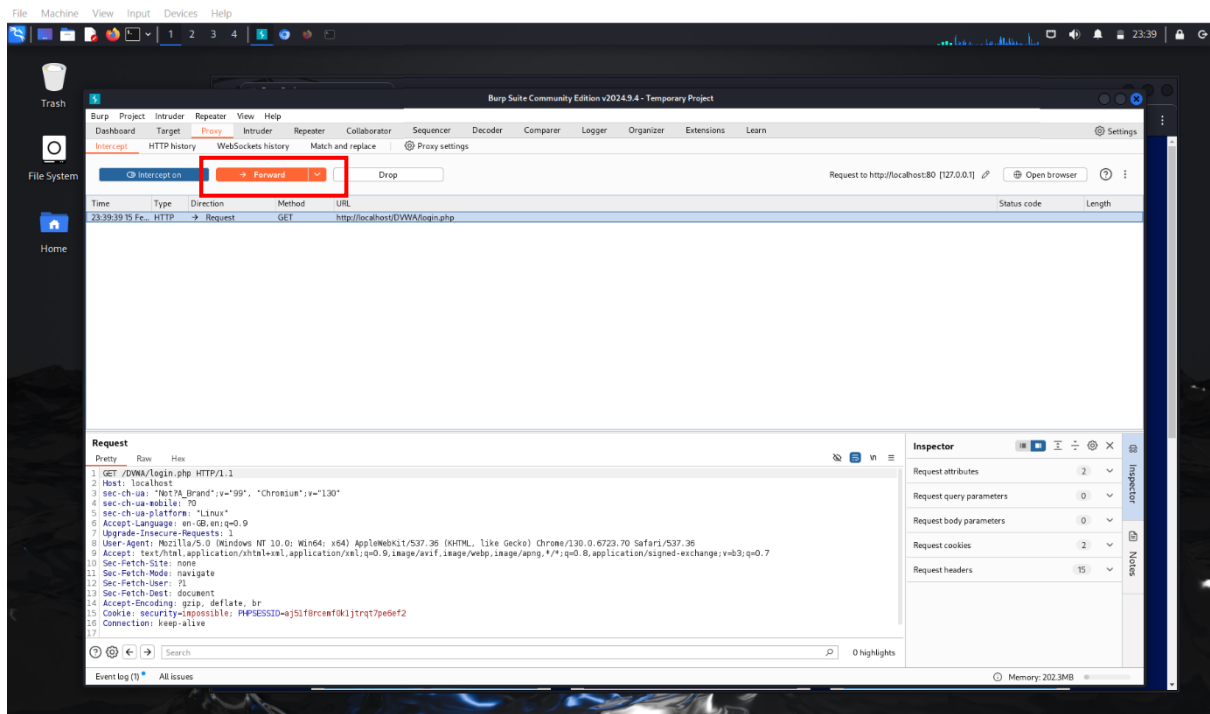 File Machine View Input Devices Help
1 2 3 4 23:39
Trash
File System
Home
Burp Suite Community Edition v2024.9.4 - Temporary Project
Burp Project Intruder Repeater View Help
Dashboard Target Proxy Intruder Repeater Collaborator Sequencer Decoder Comparer Logger Organizer Extensions Learn Settings
Intercept HTTP history WebSockets history Match and replace Proxy settings
Intercept on → Forward Drop Request to http://localhost:80 [127.0.0.1] Open browser
Time Type Direction Method URL Status code Length
23:39:39 15 Fe... HTTP → Request GET http://localhost/DVWA/login.php
Request
Pretty Raw Hex
1 GET /DVWA/login.php HTTP/1.1
2 Host: localhost
3 sec-ch-ua: "Not?A_Brand";v="99", "Chromium";v="130"
4 sec-ch-ua-mobile: ?0
5 sec-ch-ua-platform: "Linux"
6 Accept-Language: en-GB,en;q=0.9
7 Upgrade-Insecure-Requests: 1
8 User-Agent: Mozilla/5.0 (Windows NT 10.0; Win64; x64) AppleWebKit/537.36 (KHTML, like Gecko) Chrome/130.0.6723.70 Safari/537.36
9 Accept: text/html,application/xhtml+xml,application/xml;q=0.9,image/avif,image/webp,image/apng,*/*;q=0.8,application/signed-exchange;v=b3;q=0.7
10 Sec-Fetch-Site: none
11 Sec-Fetch-Mode: navigate
12 Sec-Fetch-User: ?1
13 Sec-Fetch-Dest: document
14 Accept-Encoding: gzip, deflate, br
15 Cookie: security=impossible; PHPSESSID=aj51f8rcemf0k1jtrqt7pe6ef2
16 Connection: keep-alive
17
Inspector
Request attributes 2
Request query parameters 0
Request body parameters 0
Request cookies 2
Request headers 15
Inspector
Notes
Search 0 highlights
Event log (1) All issues Memory: 202.3MB